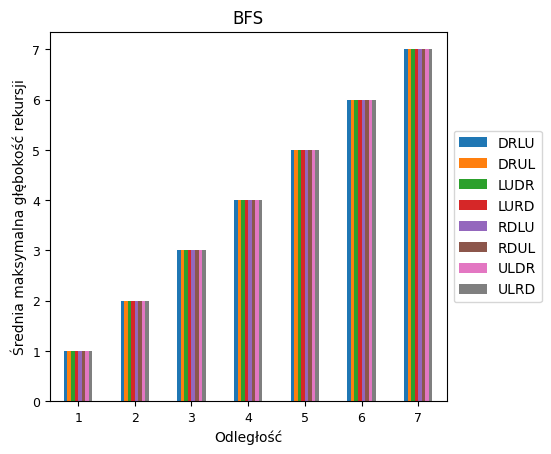 BFS
Średnia maksymalna głębokość rekursji
7
6
5
4
3
2
1
0
1 2 3 4 5 6 7
Odległość
DRLU
DRUL
LUDR
LURD
RDLU
RDUL
ULDR
ULRD